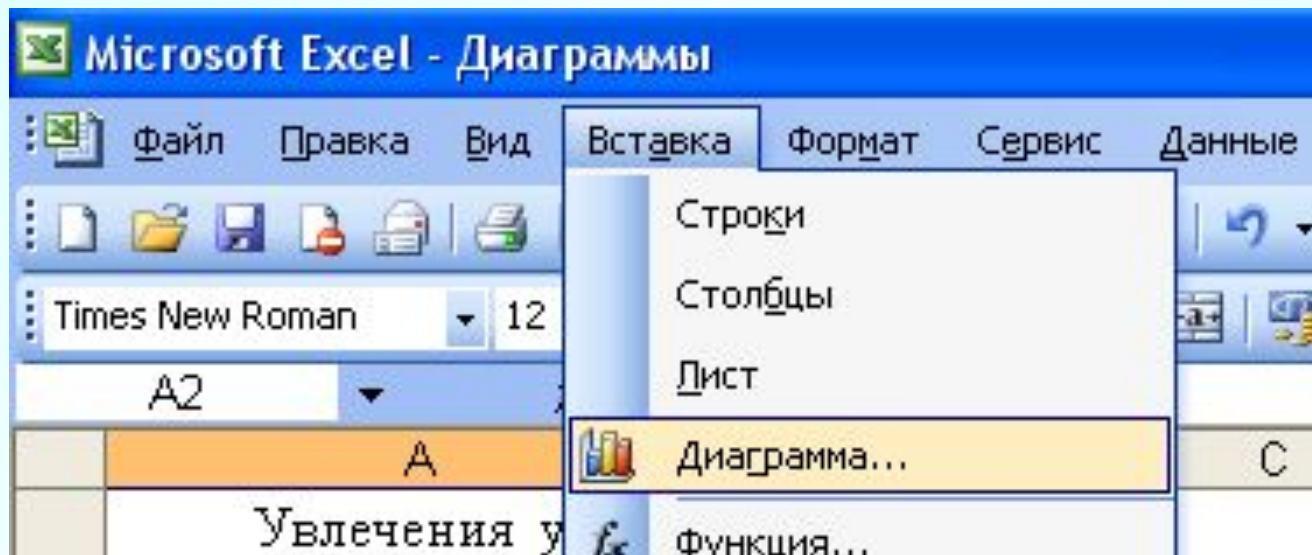 Microsoft Excel - Диаграммы
Файл Правка Вид Вставка Формат Сервис Данные
Строки
Times New Roman 12
Столбцы
Лист
A2
Диаграмма...
A C
Увлечения у
fx Функция...